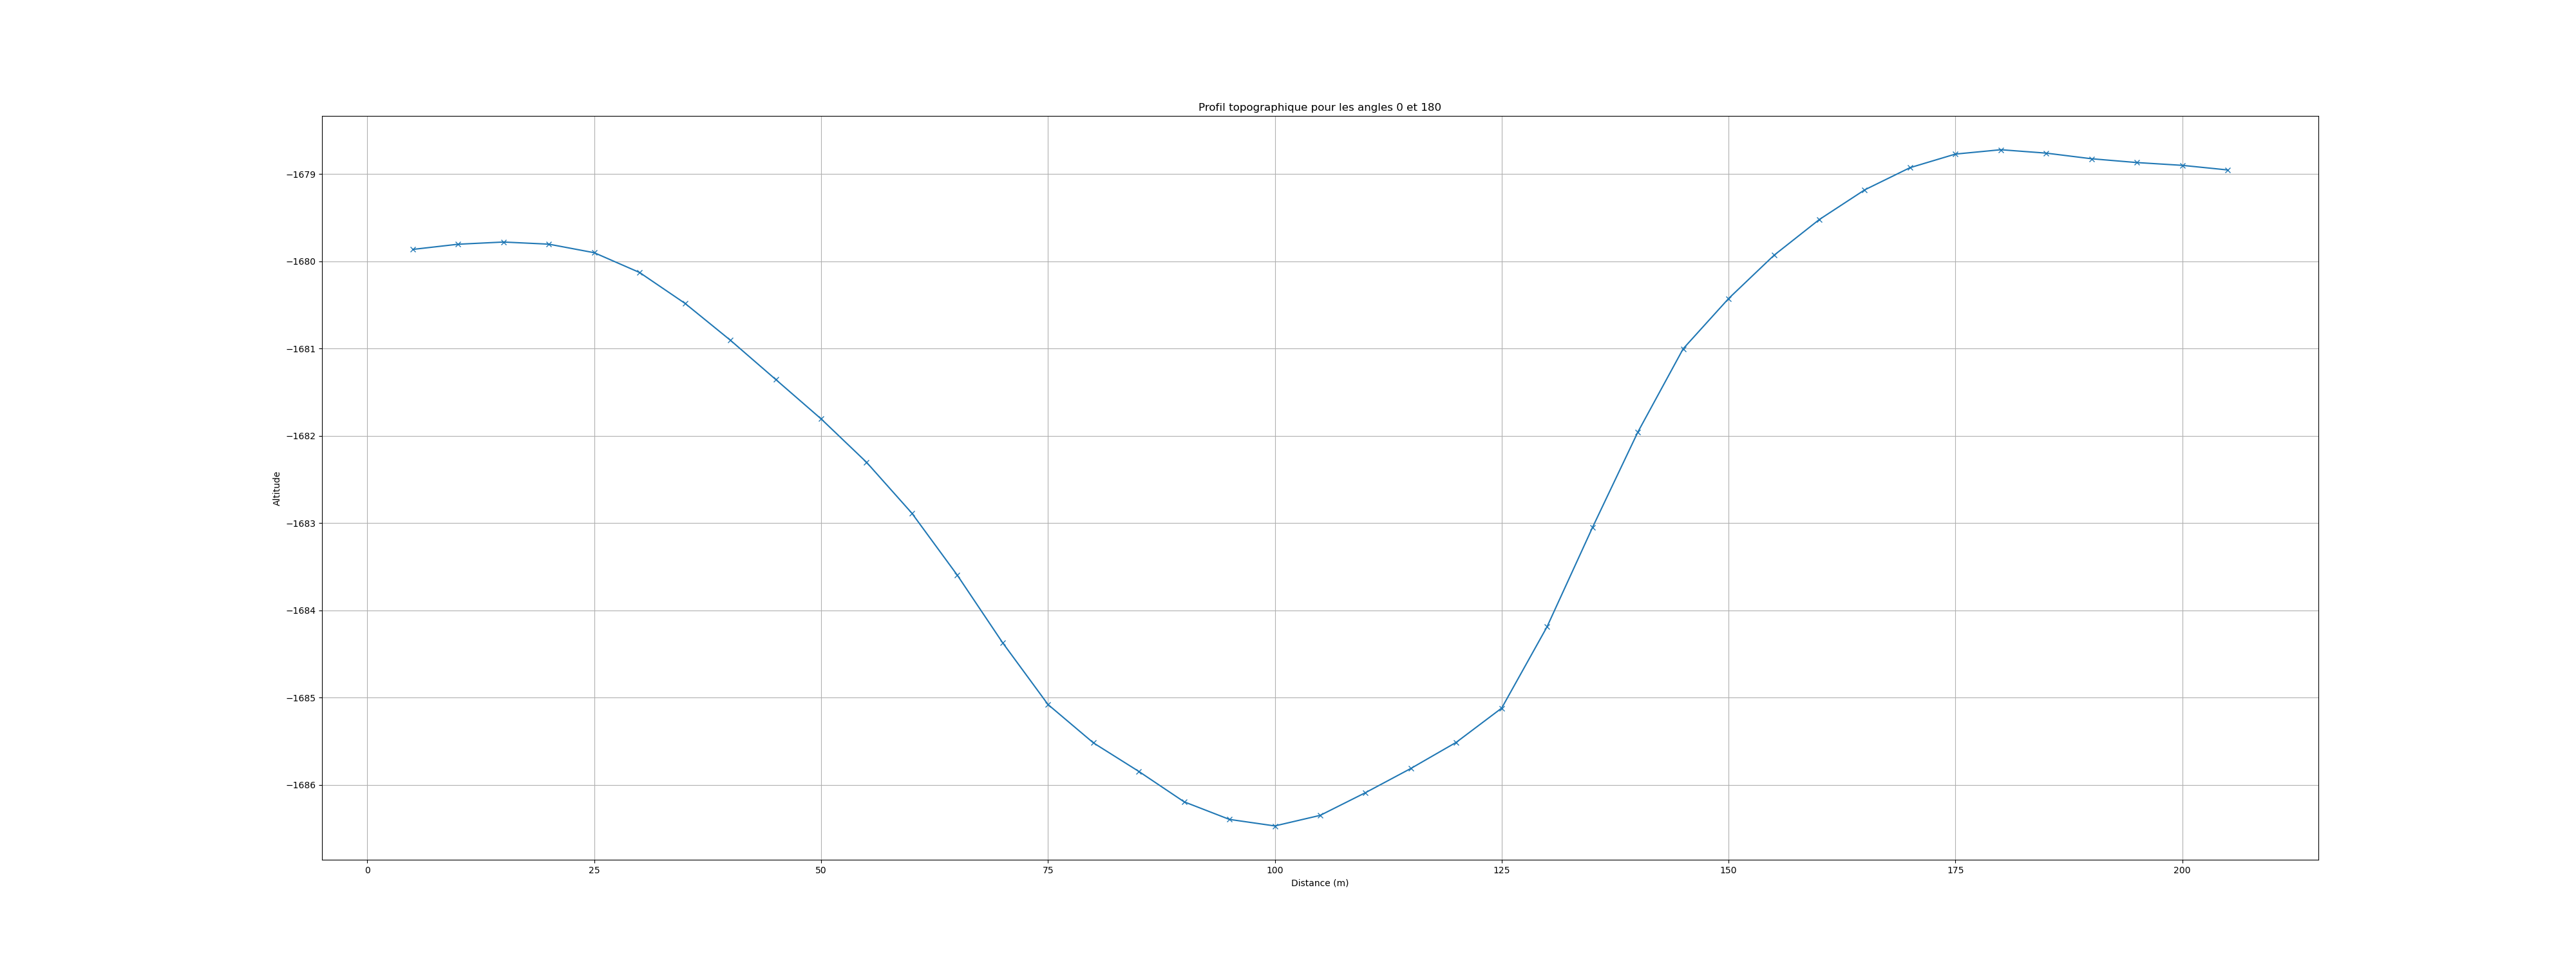 Profil topographique pour les angles 0 et 180
Altitude
−1679
−1680
−1681
−1682
−1683
−1684
−1685
−1686
0 25 50 75 100 125 150 175 200
Distance (m)